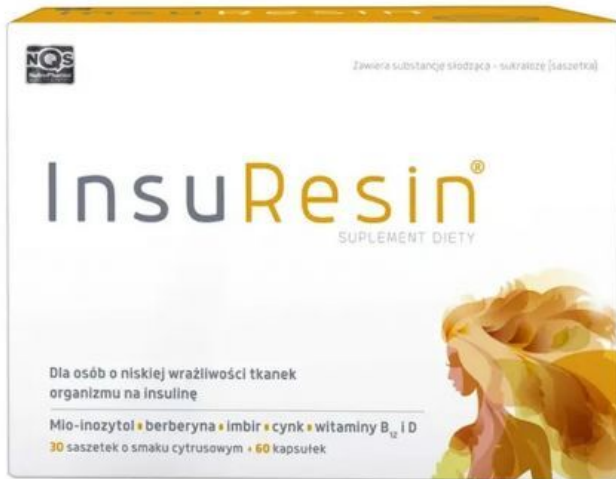 InsuResin
NQS
Zawiera substancję słodzącą - sukralozę (saszetka)
InsuResin®
SUPLEMENT DIETY
Dla osób o niskiej wrażliwości tkanek
organizmu na insulinę
Mio-inozytol • berberyna • imbir • cynk • witaminy B₁₂ i D
30 saszetek o smaku cytrusowym • 60 kapsułek